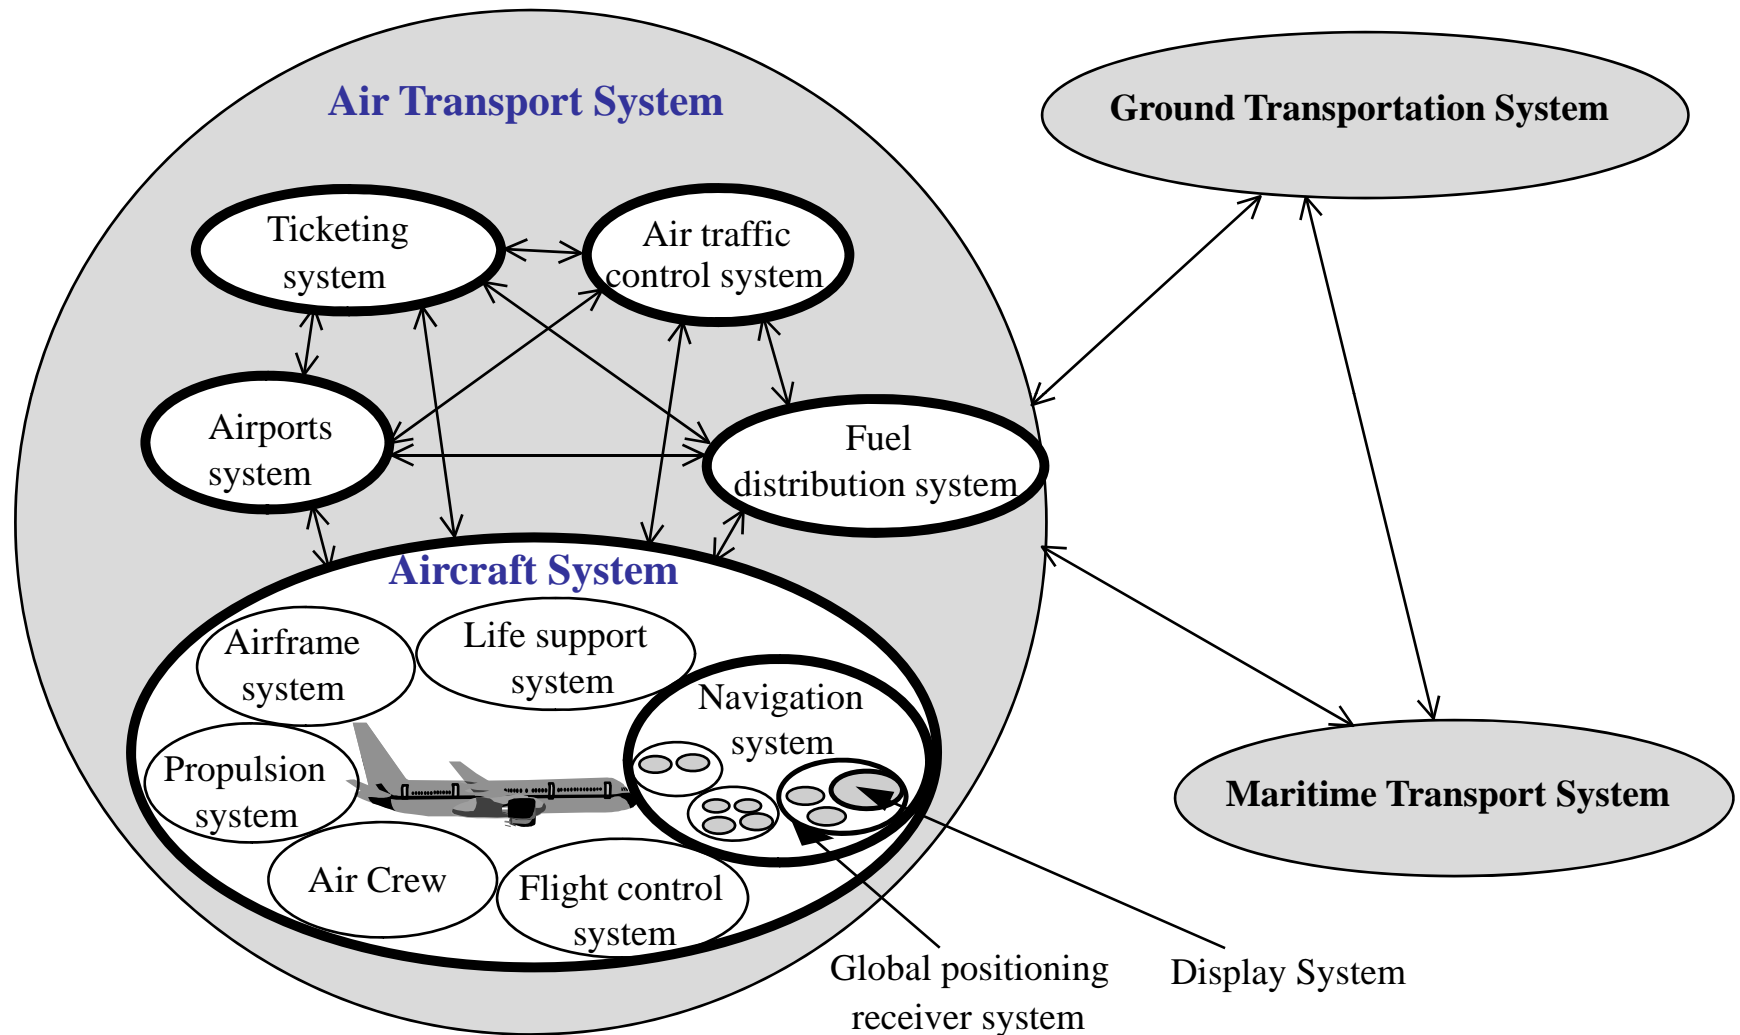 Air Transport System
Ground Transportation System
Ticketing
system
Air traffic
control system
Airports
system
Fuel
distribution system
Aircraft System
Airframe
system
Life support
system
Navigation
system
Propulsion
system
Air Crew
Flight control
system
Maritime Transport System
Global positioning
receiver system
Display System